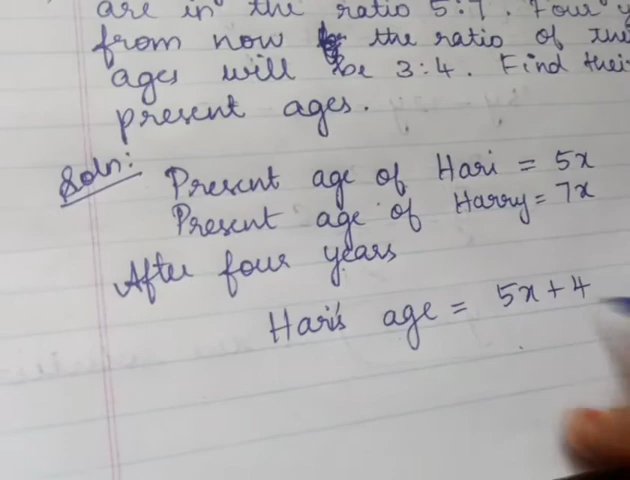 are in the ratio 5:7. Four
from now the ratio of
ages will be 3:4. Find
present ages.
Soln: Present age of Hari = 5x
Present age of Harry = 7x
After four years
Hari's age = 5x + 4